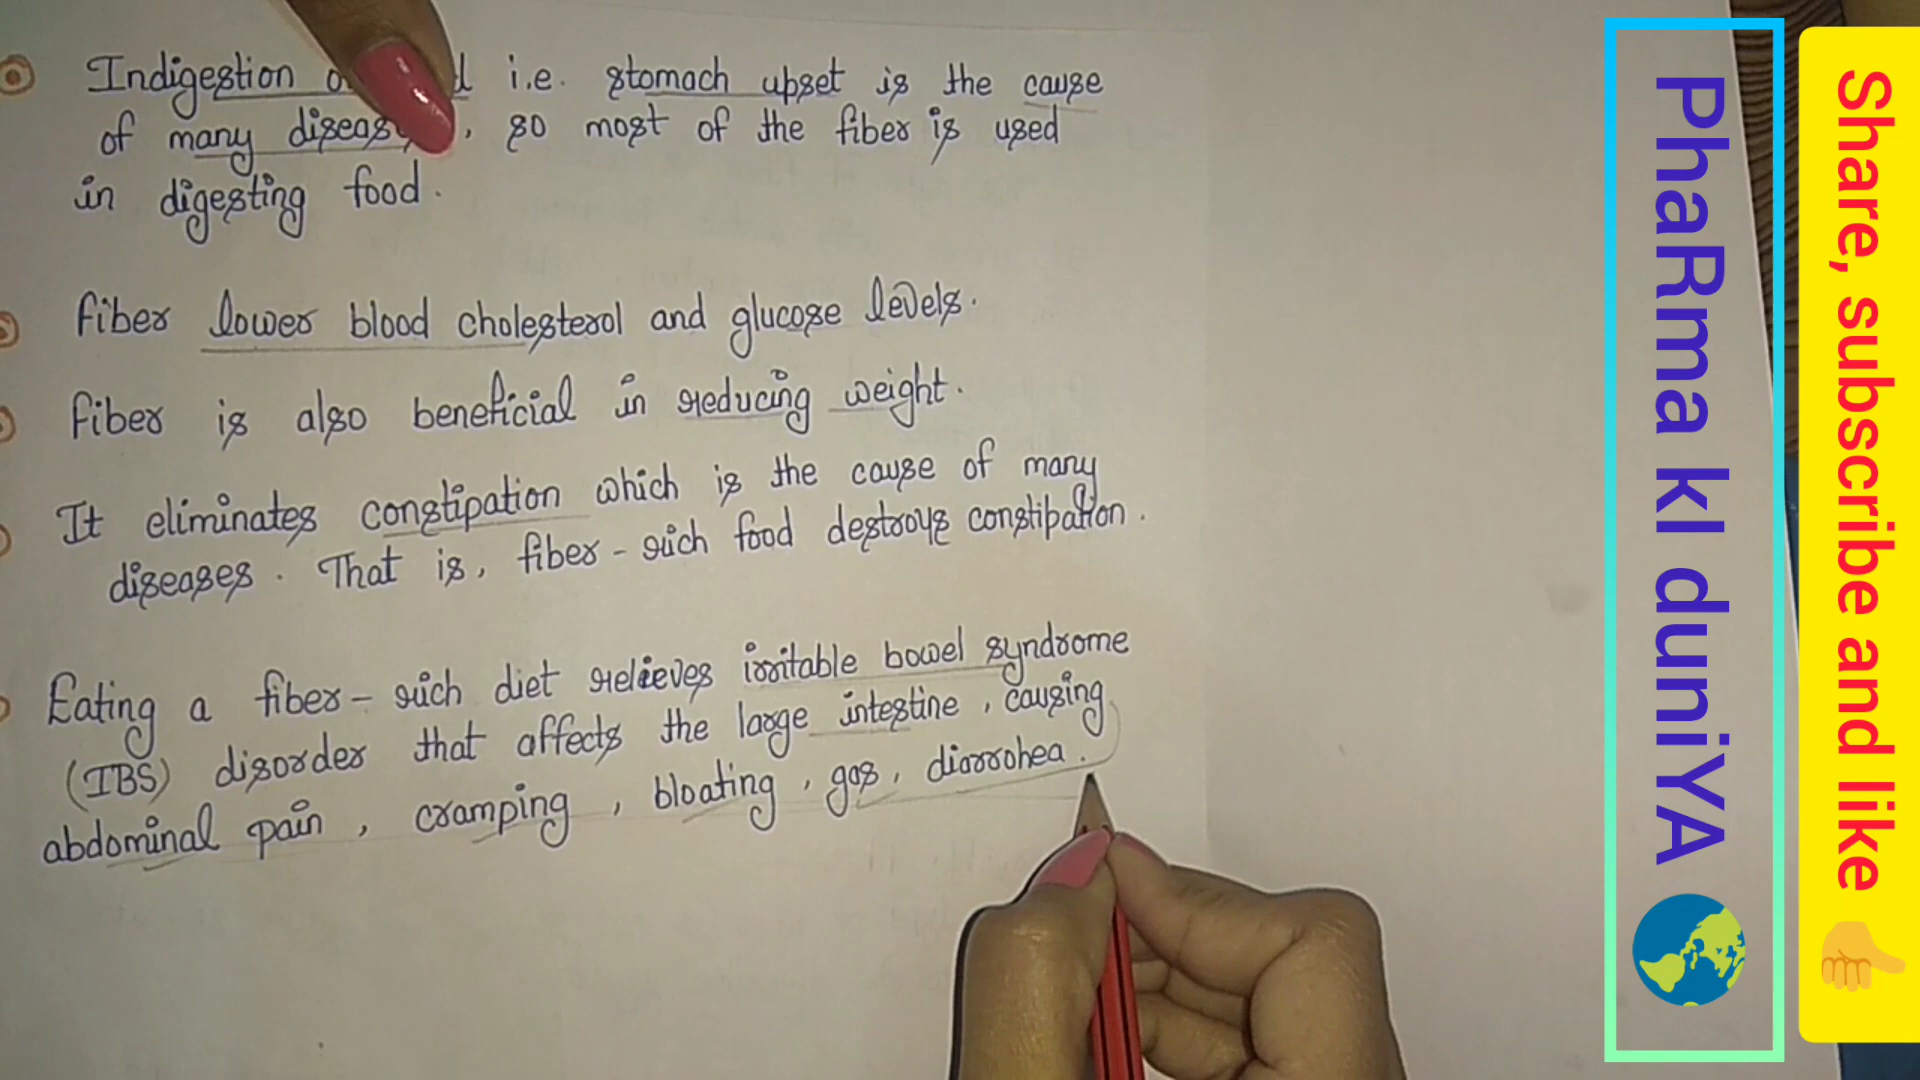 Indigestion i.e. stomach upset is the cause
of many diseases, so most of the fiber is used
in digesting food.
fiber lower blood cholesterol and glucose levels.
fiber is also beneficial in reducing weight.
It eliminates constipation which is the cause of many
diseases. That is, fiber-rich food destroys constipation.
Eating a fiber-rich diet relieves irritable bowel syndrome
(IBS) disorder that affects the large intestine, causing
abdominal pain, cramping, bloating, gas, diarrohea.
PhaRma kI duniYA
Share, subscribe and like